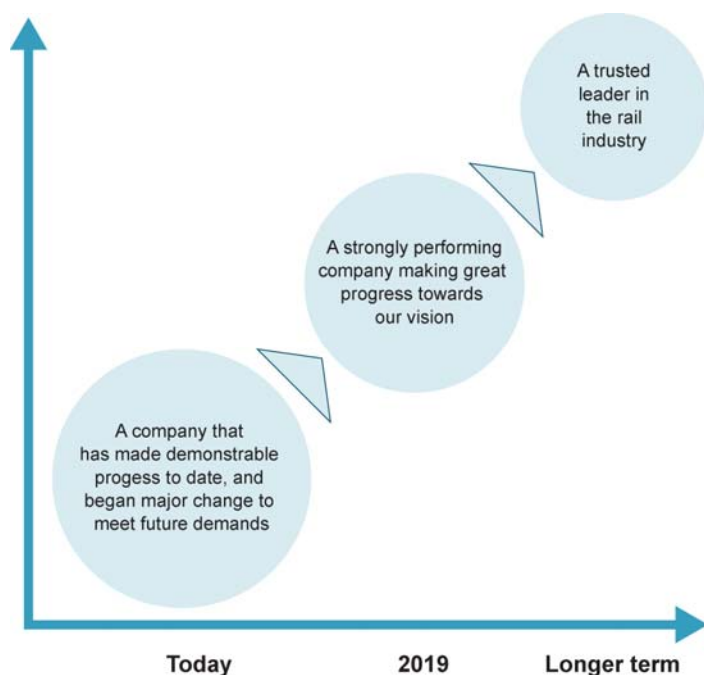 A trusted
leader in
the rail
industry
A strongly performing
company making great
progress towards
our vision
A company that
has made demonstrable
progess to date, and
began major change to
meet future demands
Today
2019
Longer term